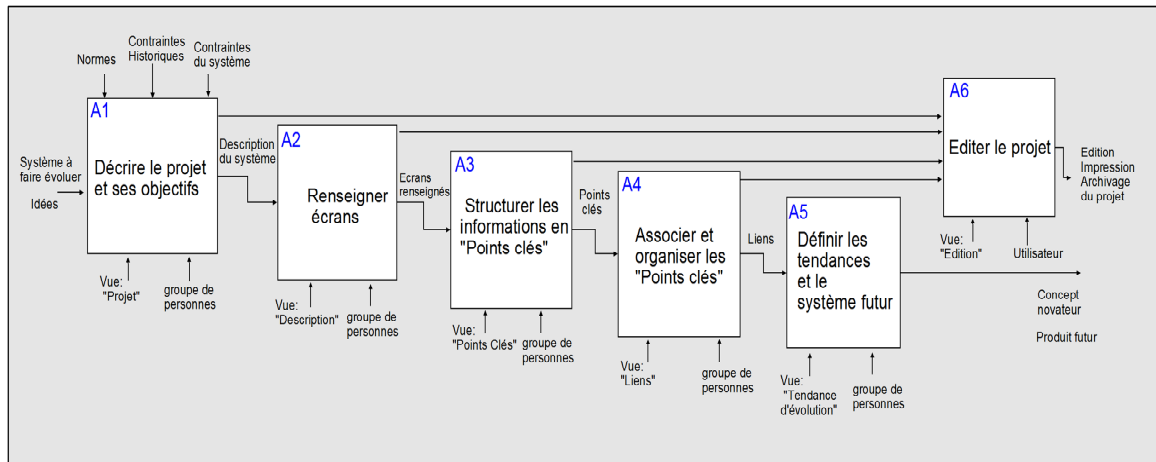 Normes
Contraintes
Historiques
Contraintes
du système
A1
Système à
faire évoluer
Idées
Décrire le projet
et ses objectifs
Vue:
"Projet"
groupe de
personnes
Description
du système
A2
Renseigner
écrans
Vue:
"Description"
groupe de
personnes
Ecrans
renseignés
A3
Structurer les
informations en
"Points clés"
Vue:
"Points Clés"
groupe de
personnes
Points
clés
A4
Associer et
organiser les
"Points clés"
Vue:
"Liens"
groupe de
personnes
Liens
A5
Définir les
tendances
et le
système futur
Vue:
"Tendance
d'évolution"
groupe de
personnes
Concept
novateur
Produit futur
A6
Editer le projet
Vue:
"Edition"
Utilisateur
Edition
Impression
Archivage
du projet